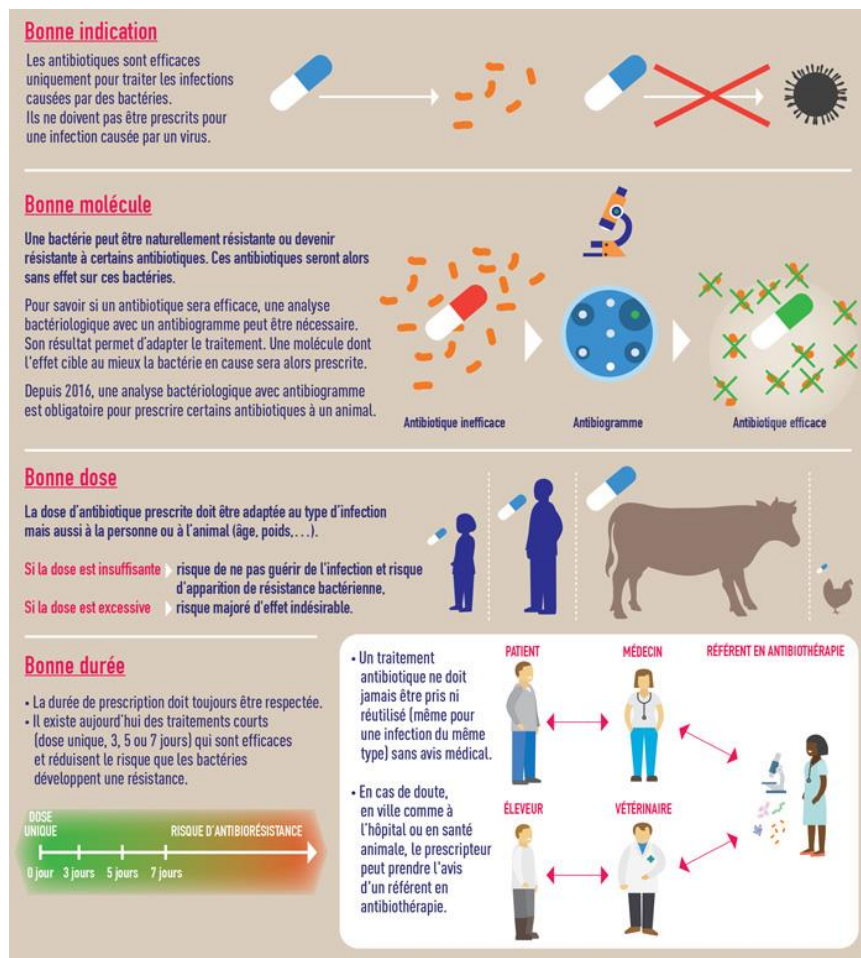 Bonne indication
Les antibiotiques sont efficaces
uniquement pour traiter les infections
causées par des bactéries.
Ils ne doivent pas être prescrits pour
une infection causée par un virus.
Bonne molécule
Une bactérie peut être naturellement résistante ou devenir
résistante à certains antibiotiques. Ces antibiotiques seront alors
sans effet sur ces bactéries.
Pour savoir si un antibiotique sera efficace, une analyse
bactériologique avec un antibiogramme peut être nécessaire.
Son résultat permet d'adapter le traitement. Une molécule dont
l'effet cible au mieux la bactérie en cause sera alors prescrite.
Depuis 2016, une analyse bactériologique avec antibiogramme
est obligatoire pour prescrire certains antibiotiques à un animal.
Antibiotique inefficace
Antibiogramme
Antibiotique efficace
Bonne dose
La dose d'antibiotique prescrite doit être adaptée au type d'infection
mais aussi à la personne ou à l'animal (âge, poids,...).
Si la dose est insuffisante risque de ne pas guérir de l'infection et risque
d'apparition de résistance bactérienne.
Si la dose est excessive risque majoré d'effet indésirable.
Bonne durée
• La durée de prescription doit toujours être respectée.
• Il existe aujourd'hui des traitements courts
(dose unique, 3, 5 ou 7 jours) qui sont efficaces
et réduisent le risque que les bactéries
développent une résistance.
DOSE
UNIQUE
RISQUE D'ANTIBIORÉSISTANCE
0 jour 3 jours 5 jours 7 jours
• Un traitement
antibiotique ne doit
jamais être pris ni
réutilisé (même pour
une infection du même
type) sans avis médical.
• En cas de doute,
en ville comme à
l'hôpital ou en santé
animale, le prescripteur
peut prendre l'avis
d'un référent en
antibiothérapie.
PATIENT
MÉDECIN
RÉFÉRENT EN ANTIBIOTHÉRAPIE
ÉLEVEUR
VÉTÉRINAIRE